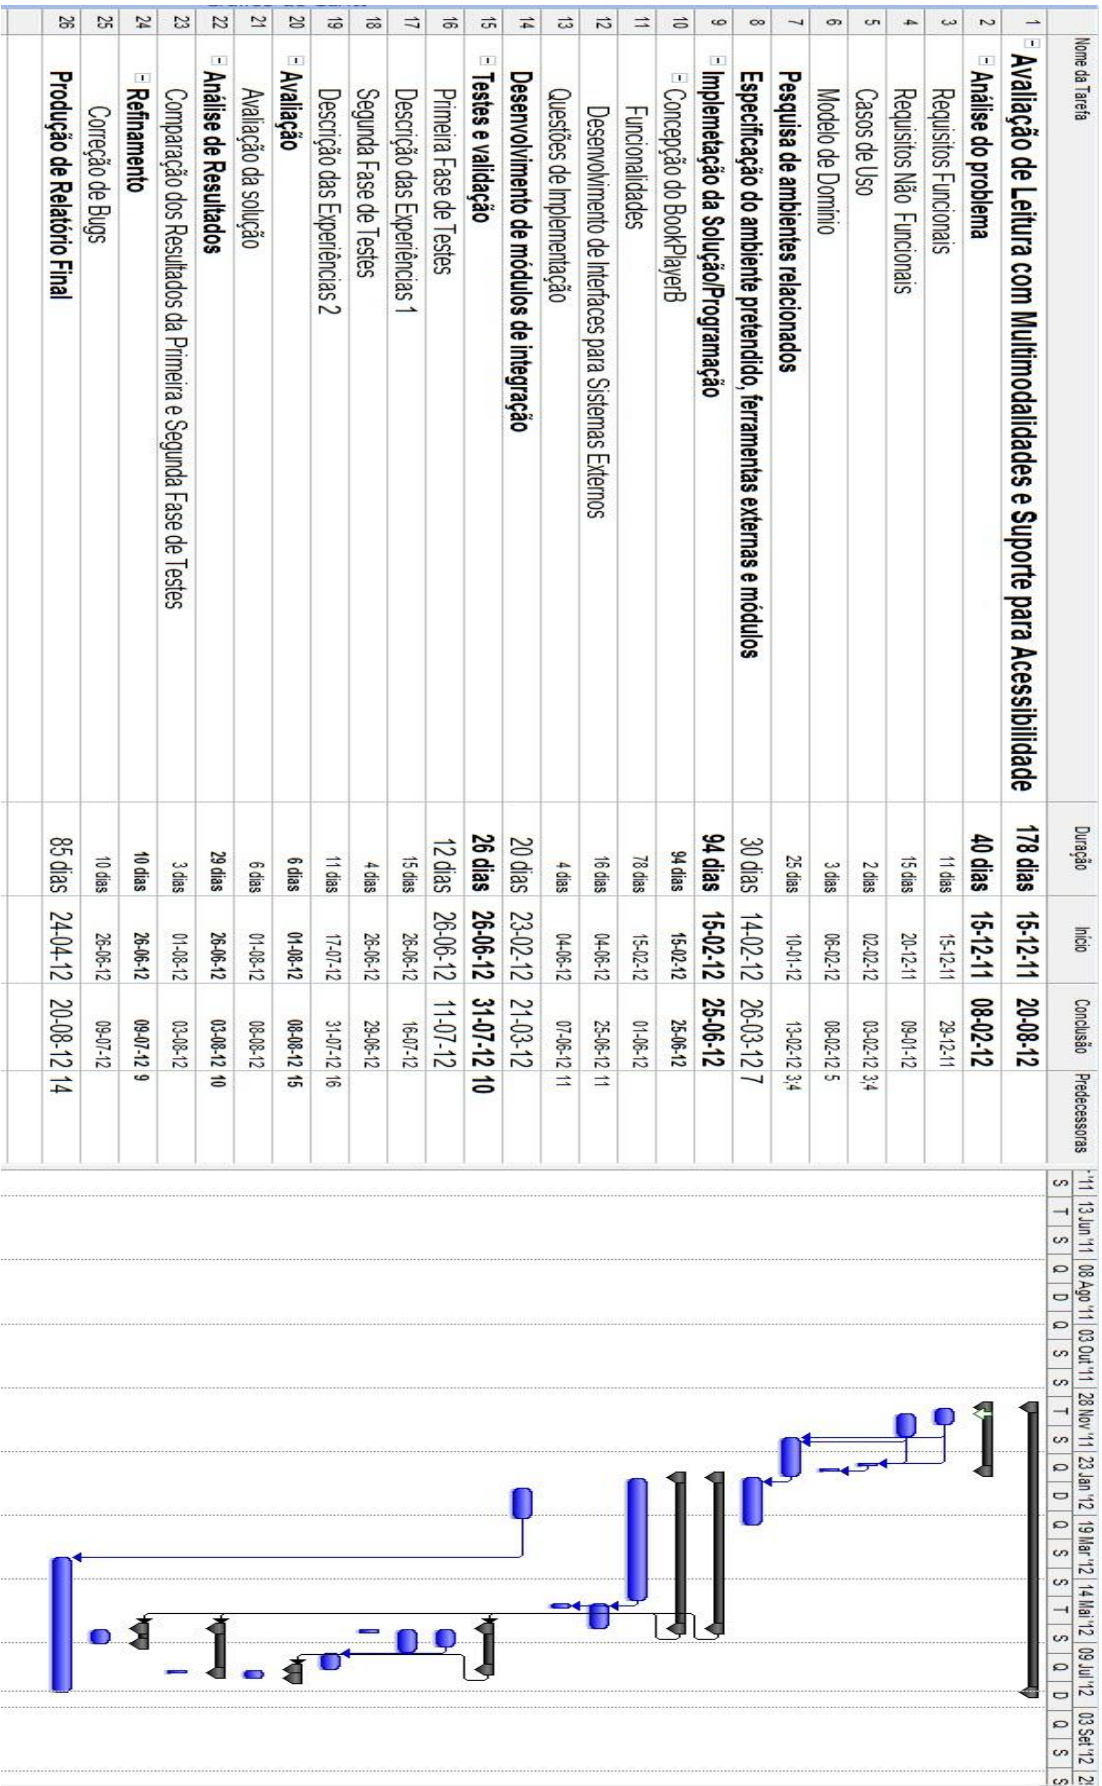 Nome da Tarefa Duração Início Conclusão Predecessoras
1 Avaliação de Leitura com Multimodalidades e Suporte para Acessibilidade 178 dias 15-12-11 20-08-12
2 Análise do problema 40 dias 15-12-11 08-02-12
3 Requisitos Funcionais 11 dias 15-12-11 29-12-11
4 Requisitos Não Funcionais 15 dias 20-12-11 09-01-12
5 Casos de Uso 2 dias 02-02-12 03-02-12 3;4
6 Modelo de Domínio 3 dias 06-02-12 08-02-12 5
7 Pesquisa de ambientes relacionados 25 dias 10-01-12 13-02-12 3;4
8 Especificação do ambiente pretendido, ferramentas externas e módulos 30 dias 14-02-12 26-03-12 7
9 Implemetação da Solução/Programação 94 dias 15-02-12 25-06-12
10 Concepção do BookPlayerB 94 dias 15-02-12 25-06-12
11 Funcionalidades 78 dias 15-02-12 01-06-12
12 Desenvolvimento de Interfaces para Sistemas Externos 16 dias 04-06-12 25-06-12 11
13 Questões de Implementação 4 dias 04-06-12 07-06-12 11
14 Desenvolvimento de módulos de integração 20 dias 23-02-12 21-03-12
15 Testes e validação 26 dias 26-06-12 31-07-12 10
16 Primeira Fase de Testes 12 dias 26-06-12 11-07-12
17 Descrição das Experiências 1 15 dias 26-06-12 16-07-12
18 Segunda Fase de Testes 4 dias 26-06-12 29-06-12
19 Descrição das Experiências 2 11 dias 17-07-12 31-07-12 16
20 Avaliação 6 dias 01-08-12 08-08-12 15
21 Avaliação da solução 6 dias 01-08-12 08-08-12
22 Análise de Resultados 29 dias 26-06-12 03-08-12 10
23 Comparação dos Resultados da Primeira e Segunda Fase de Testes 3 dias 01-08-12 03-08-12
24 Refinamento 10 dias 26-06-12 09-07-12 9
25 Correção de Bugs 10 dias 26-06-12 09-07-12
26 Produção de Relatório Final 85 dias 24-04-12 20-08-12 14
'11 13 Jun '11 08 Ago '11 03 Out '11 28 Nov '11 23 Jan '12 19 Mar '12 14 Mai '12 09 Jul '12 03 Set '12
S T S Q D Q S S T S Q D Q S S T S Q D Q S S